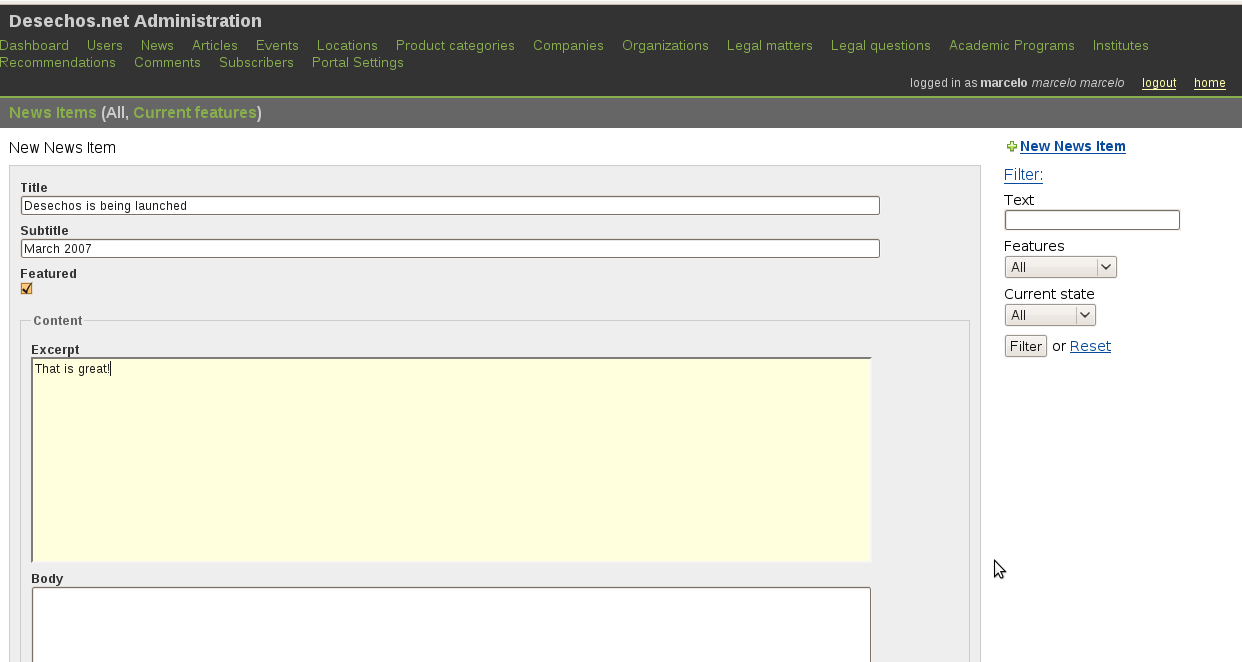 Desechos.net Administration
Dashboard Users News Articles Events Locations Product categories Companies Organizations Legal matters Legal questions Academic Programs Institutes
Recommendations Comments Subscribers Portal Settings
logged in as marcelo marcelo marcelo logout home
News Items (All, Current features)
New News Item
Title
Desechos is being launched
Subtitle
March 2007
Featured
Content
Excerpt
That is great!
Body
New News Item
Filter:
Text
Features
All
Current state
All
Filter or Reset